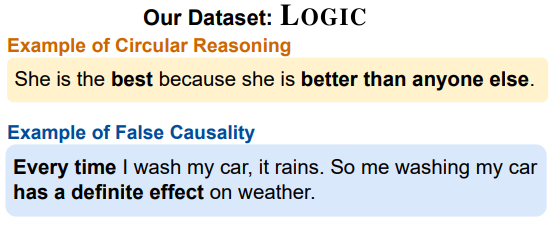 Our Dataset: LOGIC
Example of Circular Reasoning
She is the best because she is better than anyone else.
Example of False Causality
Every time I wash my car, it rains. So me washing my car
has a definite effect on weather.